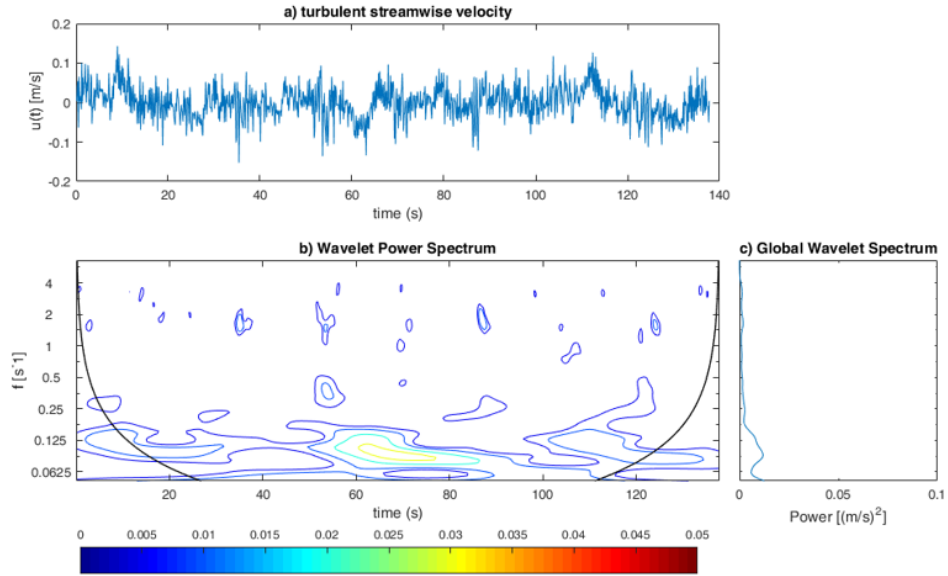 a) turbulent streamwise velocity
0.2
0.1
0
-0.1
-0.2
u(t) [m/s]
0 20 40 60 80 100 120 140
time (s)
b) Wavelet Power Spectrum
4
2
1
0.5
0.25
0.125
0.0625
f [s^-1]
20 40 60 80 100 120
time (s)
c) Global Wavelet Spectrum
0 0.05 0.1
Power [(m/s)²]
0 0.005 0.01 0.015 0.02 0.025 0.03 0.035 0.04 0.045 0.05